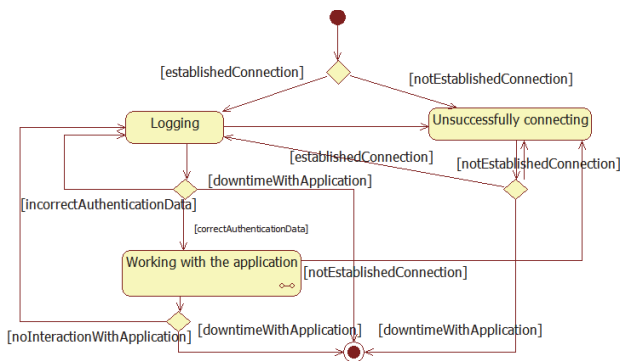 [establishedConnection]
[notEstablishedConnection]
Logging
Unsuccessfully connecting
[establishedConnection]
[notEstablishedConnection]
[downtimeWithApplication]
[incorrectAuthenticationData]
[correctAuthenticationData]
Working with the application
[notEstablishedConnection]
[noInteractionWithApplication]
[downtimeWithApplication]
[downtimeWithApplication]